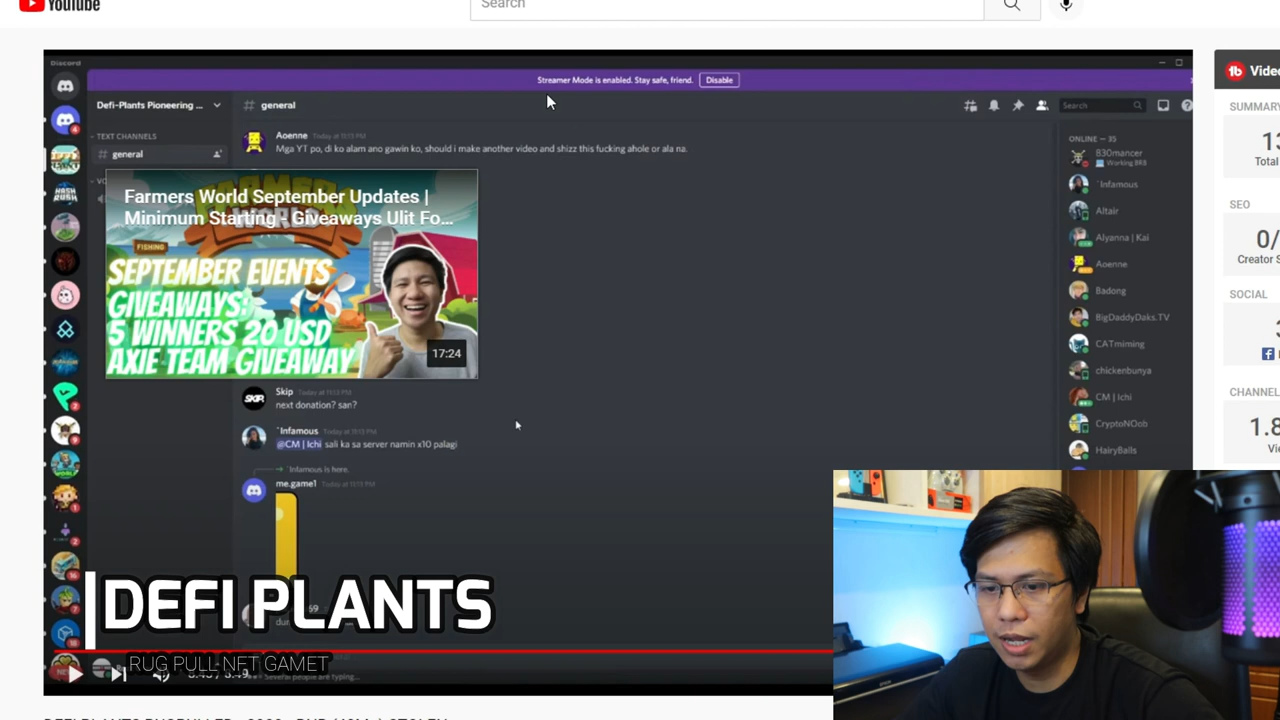 YouTube
Search
Discord
Streamer Mode is enabled. Stay safe, friend.
Disable
Defi-Plants Pioneering ...
# general
Search
TEXT CHANNELS
# general
Aoenne Today at 11:13 PM
Mga YT po, di ko alam ano gawin ko, should i make another video and shizz this fucking ahole or ala na.
Farmers World September Updates |
Minimum Starting - Giveaways Ulit Fo...
FISHING
SEPTEMBER EVENTS
GIVEAWAYS:
5 WINNERS 20 USD
AXIE TEAM GIVEAWAY
17:24
Skip Today at 11:13 PM
next donation? san?
`Infamous Today at 11:13 PM
@CM | Ichi sali ka sa server namin x10 palagi
`Infamous is here.
me.game1 Today at 11:13 PM
DEFI PLANTS
RUG PULL NFT GAMET
Several people are typing...
ONLINE — 35
830mancer
Working BRB
`Infamous
Altair
Alyanna | Kai
Aoenne
Badong
BigDaddyDaks.TV
CATmiming
chickenbunya
CM | Ichi
CryptoNOob
HairyBalls
Video
SUMMARY
Total
SEO
0/
Creator S
SOCIAL
CHANNEL
1.8